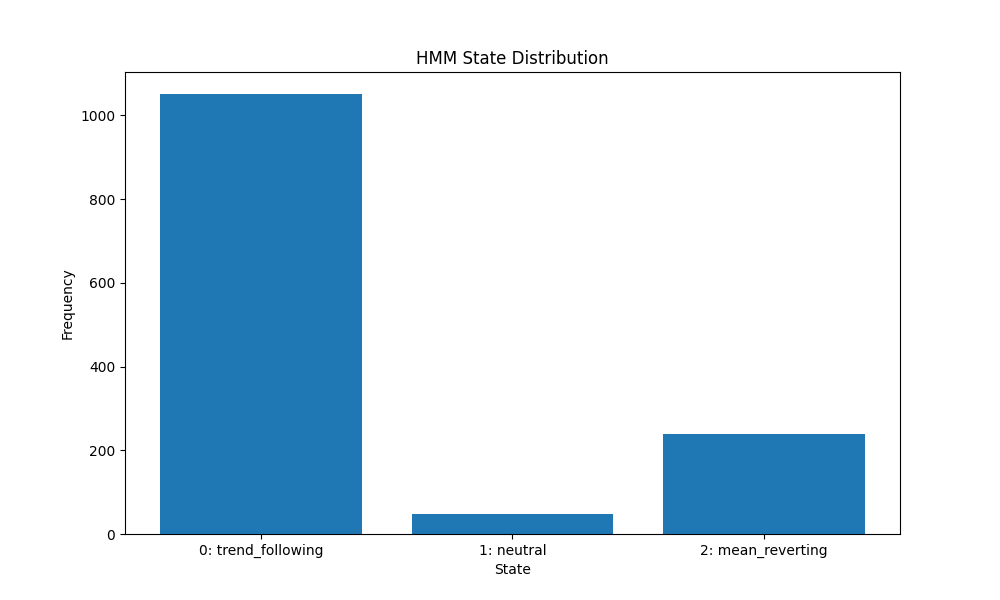 HMM State Distribution
1000
800
600
400
200
0
Frequency
0: trend_following
1: neutral
2: mean_reverting
State